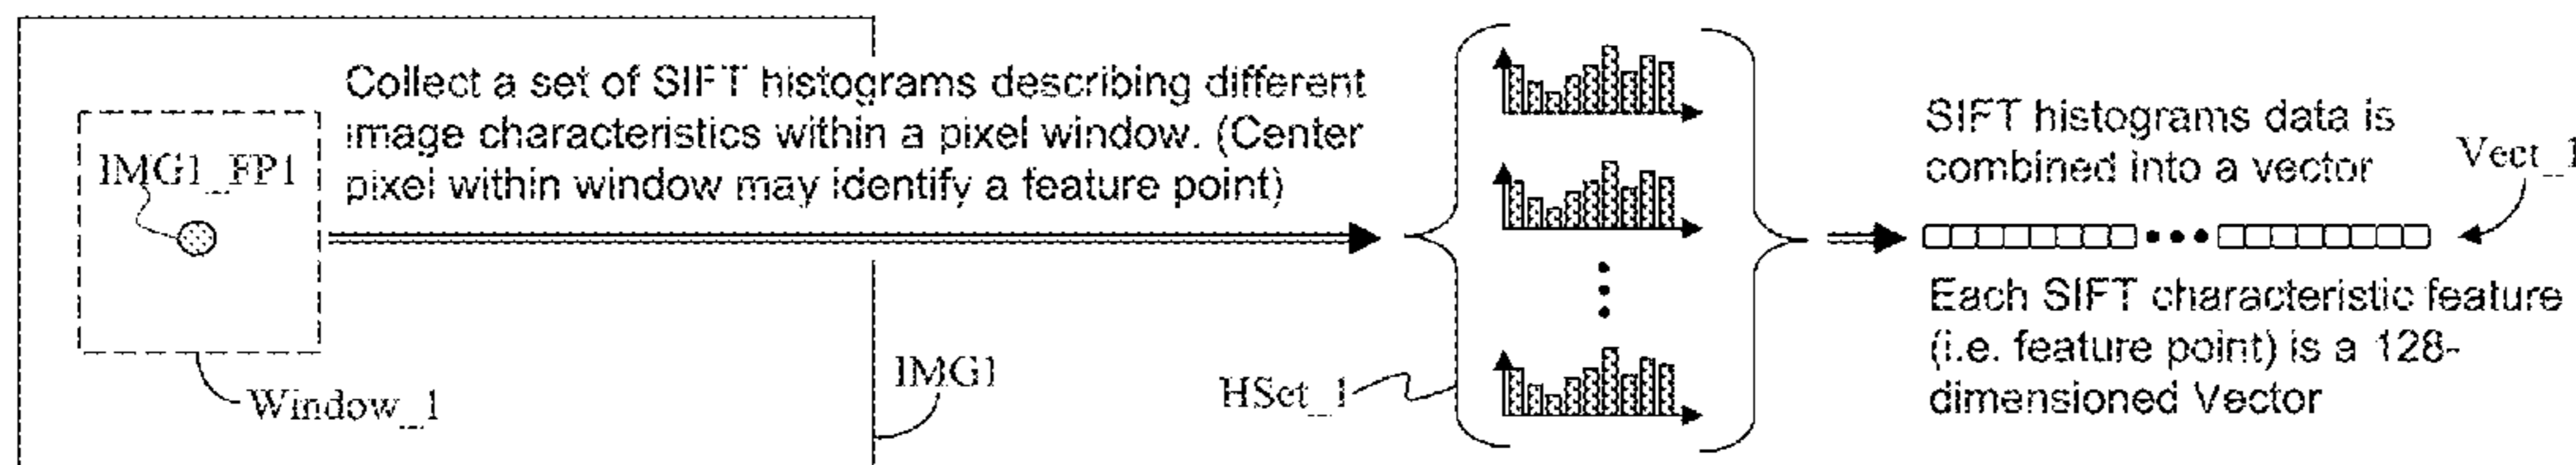 Collect a set of SIFT histograms describing different
image characteristics within a pixel window. (Center
pixel within window may identify a feature point)
IMG1_FP1
Window_1
IMG1
HSet_1
SIFT histograms data is
combined into a vector
Vect_1
Each SIFT characteristic feature
(i.e. feature point) is a 128-
dimensioned Vector